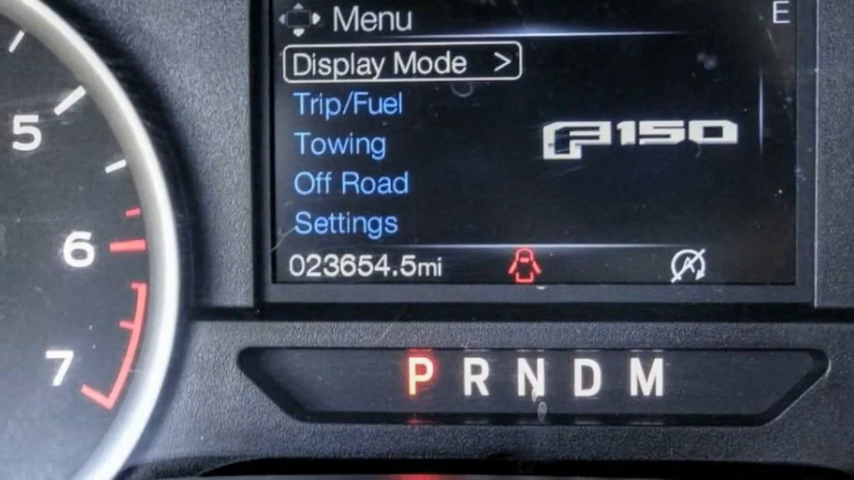 Menu
E
Display Mode >
Trip/Fuel
Towing
Off Road
Settings
F150
023654.5mi
A
5
6
7
P R N D M